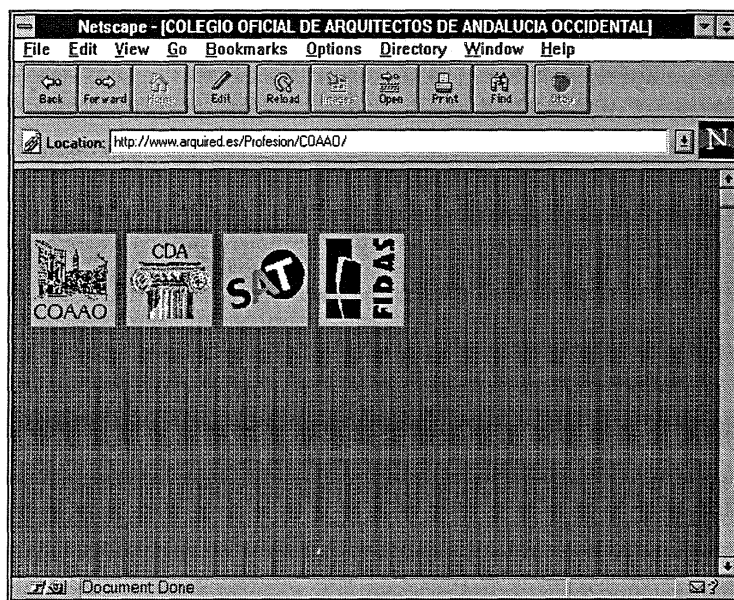 Netscape - [COLEGIO OFICIAL DE ARQUITECTOS DE ANDALUCIA OCCIDENTAL]
File Edit View Go Bookmarks Options Directory Window Help
Back Forward Home Edit Reload Images Open Print Find Stop
Location: http://www.arquired.es/Profesion/COAAO/
N
COAAO
CDA
SAT
FIDAS
Document: Done
?